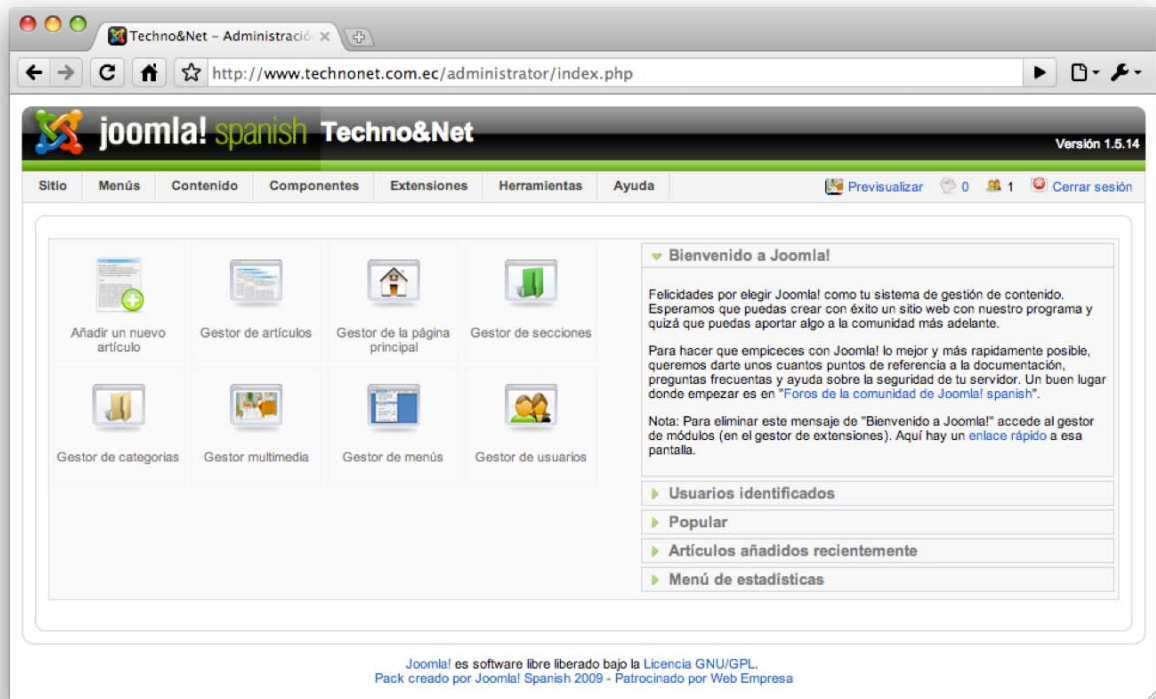 Techno&Net – Administració
http://www.technonet.com.ec/administrator/index.php
joomla! spanish Techno&Net
Versión 1.5.14
Sitio Menús Contenido Componentes Extensiones Herramientas Ayuda Previsualizar 0 1 Cerrar sesión
Añadir un nuevo
artículo
Gestor de artículos
Gestor de la página
principal
Gestor de secciones
Gestor de categorias
Gestor multimedia
Gestor de menús
Gestor de usuarios
Bienvenido a Joomla!
Felicidades por elegir Joomla! como tu sistema de gestión de contenido.
Esperamos que puedas crear con éxito un sitio web con nuestro programa y
quizá que puedas aportar algo a la comunidad más adelante.
Para hacer que empiceces con Joomla! lo mejor y más rapidamente posible,
queremos darte unos cuantos puntos de referencia a la documentación,
preguntas frecuentes y ayuda sobre la seguridad de tu servidor. Un buen lugar
donde empezar es en "Foros de la comunidad de Joomla! spanish".
Nota: Para eliminar este mensaje de "Bienvenido a Joomla!" accede al gestor
de módulos (en el gestor de extensiones). Aquí hay un enlace rápido a esa
pantalla.
Usuarios identificados
Popular
Artículos añadidos recientemente
Menú de estadísticas
Joomla! es software libre liberado bajo la Licencia GNU/GPL.
Pack creado por Joomla! Spanish 2009 - Patrocinado por Web Empresa